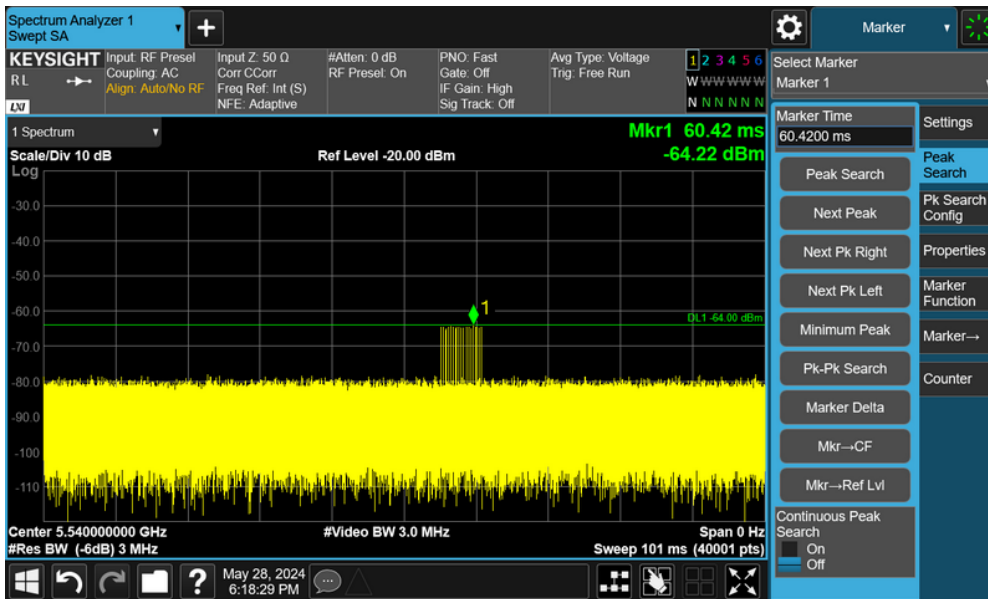 Spectrum Analyzer 1
Swept SA
Marker
KEYSIGHT
RL
LXI
Input: RF Presel
Coupling: AC
Align: Auto/No RF
Input Z: 50 Ω
Corr CCorr
Freq Ref: Int (S)
NFE: Adaptive
#Atten: 0 dB
RF Presel: On
PNO: Fast
Gate: Off
IF Gain: High
Sig Track: Off
Avg Type: Voltage
Trig: Free Run
1 2 3 4 5 6
W W W W W W
N N N N N N
Select Marker
Marker 1
1 Spectrum
Mkr1 60.42 ms
Scale/Div 10 dB
Ref Level -20.00 dBm
-64.22 dBm
Log
-30.0
-40.0
-50.0
-60.0
-70.0
-80.0
-90.0
-100
-110
1
DL1 -64.00 dBm
Center 5.540000000 GHz
#Video BW 3.0 MHz
Span 0 Hz
#Res BW (-6dB) 3 MHz
Sweep 101 ms (40001 pts)
Marker Time
60.4200 ms
Peak Search
Next Peak
Next Pk Right
Next Pk Left
Minimum Peak
Pk-Pk Search
Marker Delta
Mkr→CF
Mkr→Ref Lvl
Continuous Peak
Search
On
Off
Settings
Peak
Search
Pk Search
Config
Properties
Marker
Function
Marker→
Counter
?
May 28, 2024
6:18:29 PM